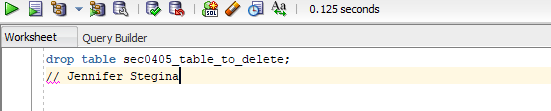 0.125 seconds
Worksheet Query Builder
drop table sec0405_table_to_delete;
// Jennifer Stegina